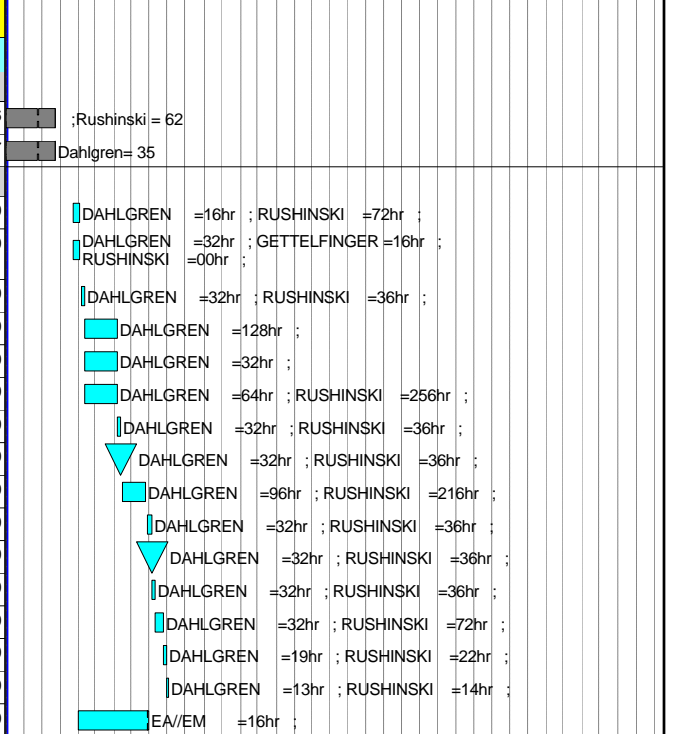 ;Rushinski = 62
Dahlgren= 35
DAHLGREN =16hr ; RUSHINSKI =72hr ;
DAHLGREN =32hr ; GETTELFINGER =16hr ;
RUSHINSKI =00hr ;
DAHLGREN =32hr ; RUSHINSKI =36hr ;
DAHLGREN =128hr ;
DAHLGREN =32hr ;
DAHLGREN =64hr ; RUSHINSKI =256hr ;
DAHLGREN =32hr ; RUSHINSKI =36hr ;
DAHLGREN =32hr ; RUSHINSKI =36hr ;
DAHLGREN =96hr ; RUSHINSKI =216hr ;
DAHLGREN =32hr ; RUSHINSKI =36hr ;
DAHLGREN =32hr ; RUSHINSKI =36hr ;
DAHLGREN =32hr ; RUSHINSKI =36hr ;
DAHLGREN =32hr ; RUSHINSKI =72hr ;
DAHLGREN =19hr ; RUSHINSKI =22hr ;
DAHLGREN =13hr ; RUSHINSKI =14hr ;
EA//EM =16hr ;